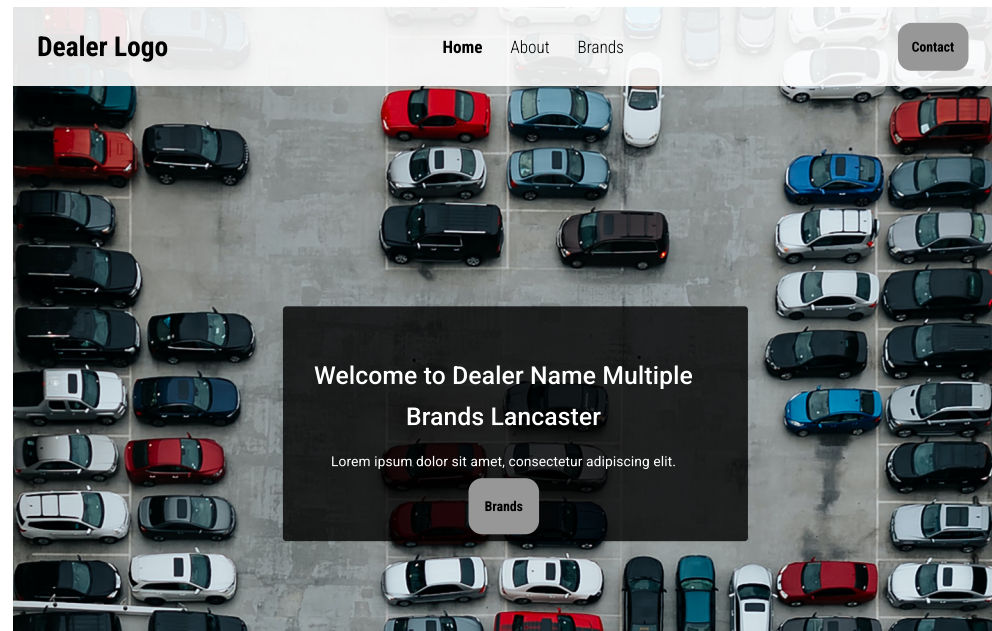 Dealer Logo
Home About Brands
Contact
Welcome to Dealer Name Multiple
Brands Lancaster
Lorem ipsum dolor sit amet, consectetur adipiscing elit.
Brands